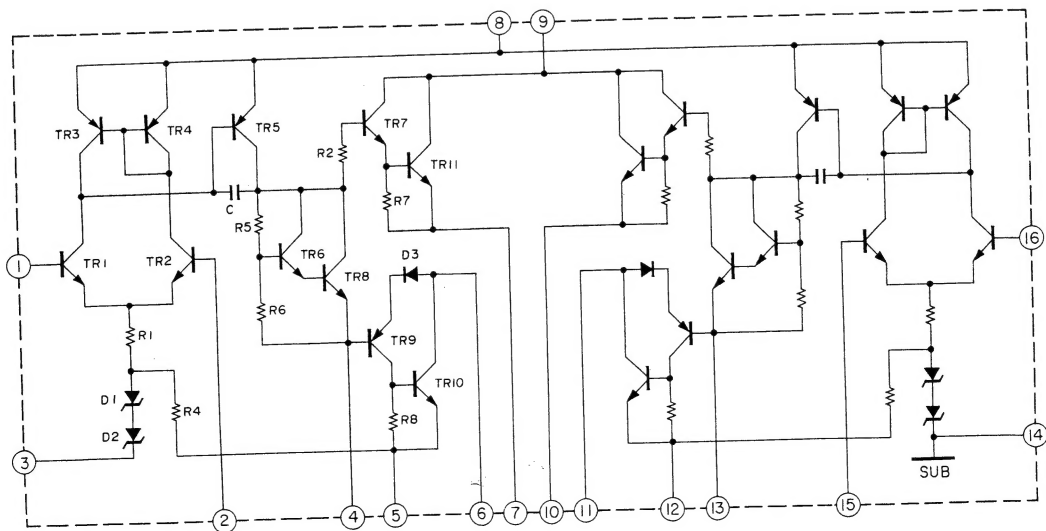 8 9
TR3 TR4 TR5 TR7
R2 TR11
R7
C
R5
1 TR1 TR2 TR6 TR8 D3 16
R6
R1 TR9
D1 R4 TR10
R8
D2
3 14
SUB
2 4 5 6 7 10 11 12 13 15